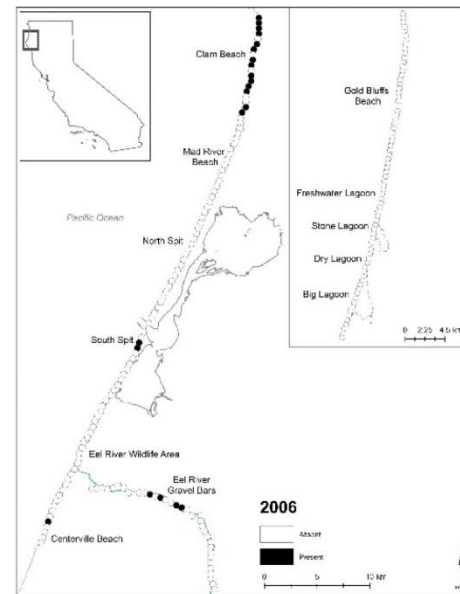 Clam Beach
Gold Bluffs
Beach
Mad River
Beach
Freshwater Lagoon
Pacific Ocean
Stone Lagoon
North Spit
Dry Lagoon
Big Lagoon
0 2.25 4.5 km
South Spit
Eel River Wildlife Area
Eel River
Gravel Bars
2006
Absent
Centerville Beach
Present
0 5 10 km